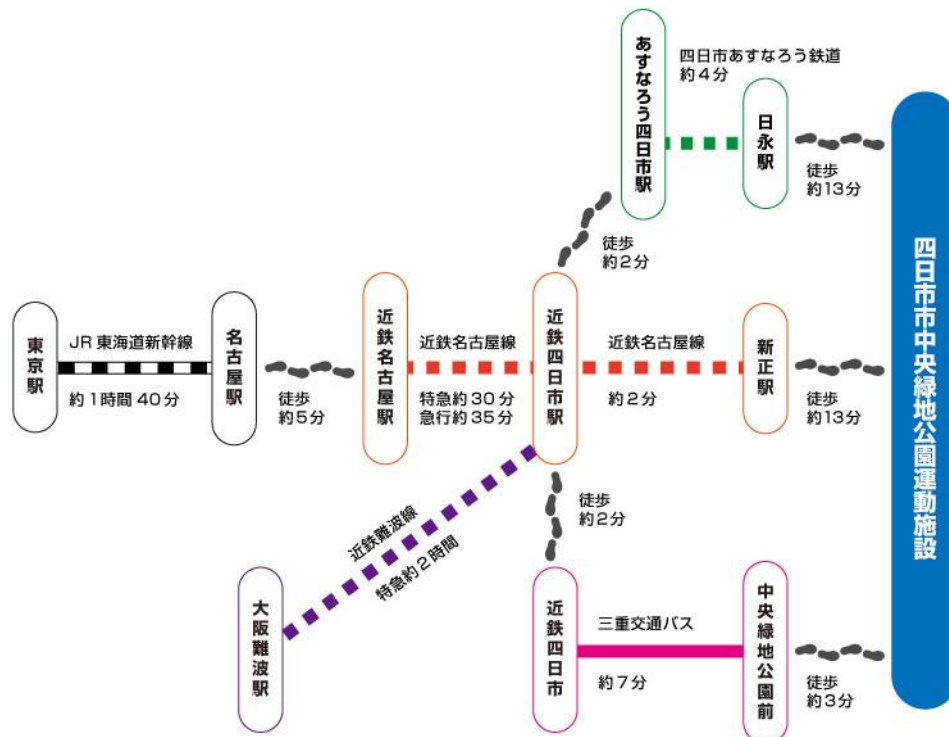 四日市あすなろう鉄道
約4分
あすなろう四日市駅
日永駅
徒歩
約13分
徒歩
約2分
東京駅
JR東海道新幹線
約1時間40分
名古屋駅
徒歩
約5分
近鉄名古屋駅
近鉄名古屋線
特急約30分
急行約35分
近鉄四日市駅
近鉄名古屋線
約2分
新正駅
徒歩
約13分
四日市市中央緑地公園運動施設
近鉄難波線
特急約2時間
大阪難波駅
徒歩
約2分
近鉄四日市
三重交通バス
約7分
中央緑地公園前
徒歩
約3分